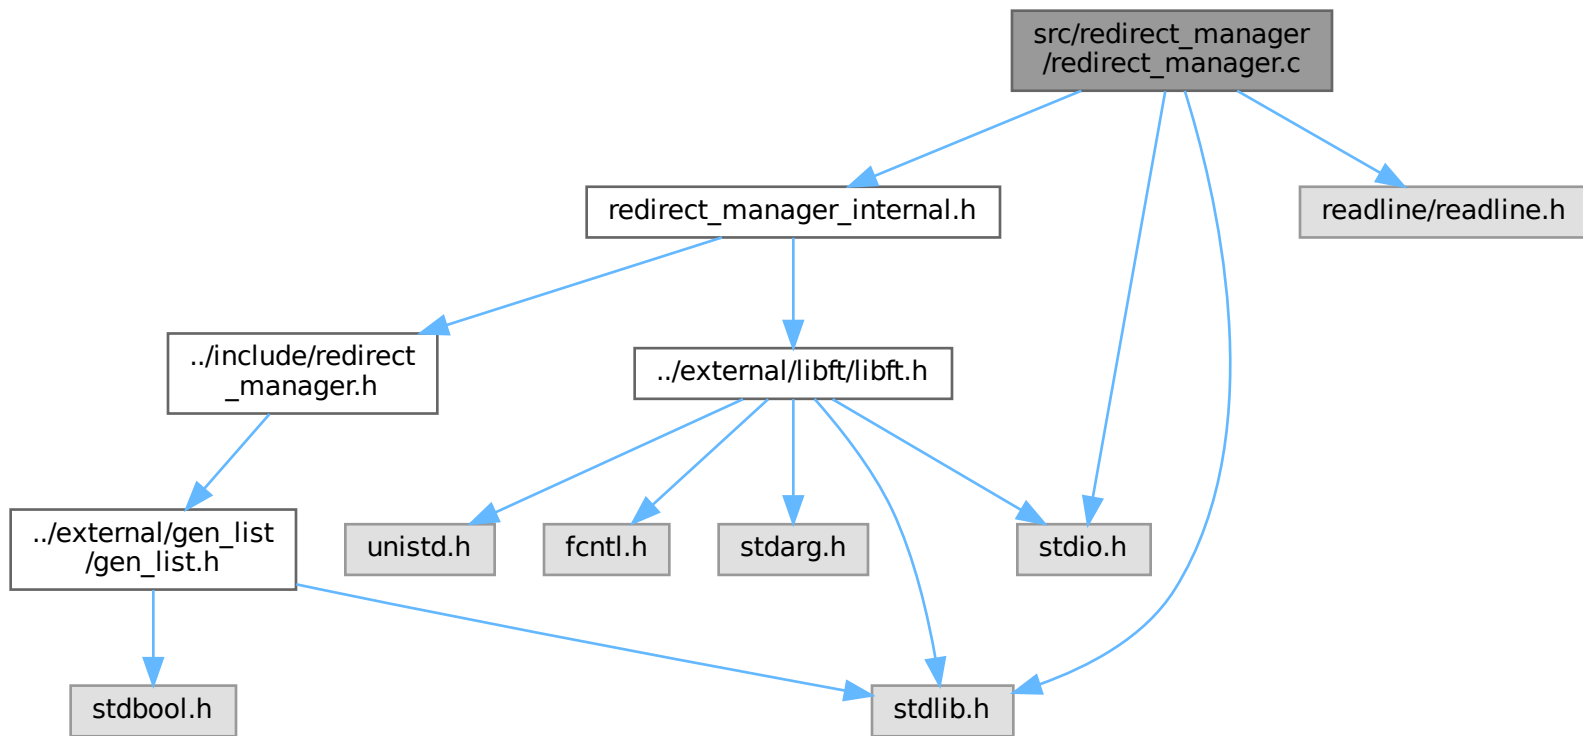 src/redirect_manager
/redirect_manager.c
redirect_manager_internal.h
readline/readline.h
../include/redirect
_manager.h
../external/libft/libft.h
../external/gen_list
/gen_list.h
unistd.h
fcntl.h
stdarg.h
stdio.h
stdbool.h
stdlib.h